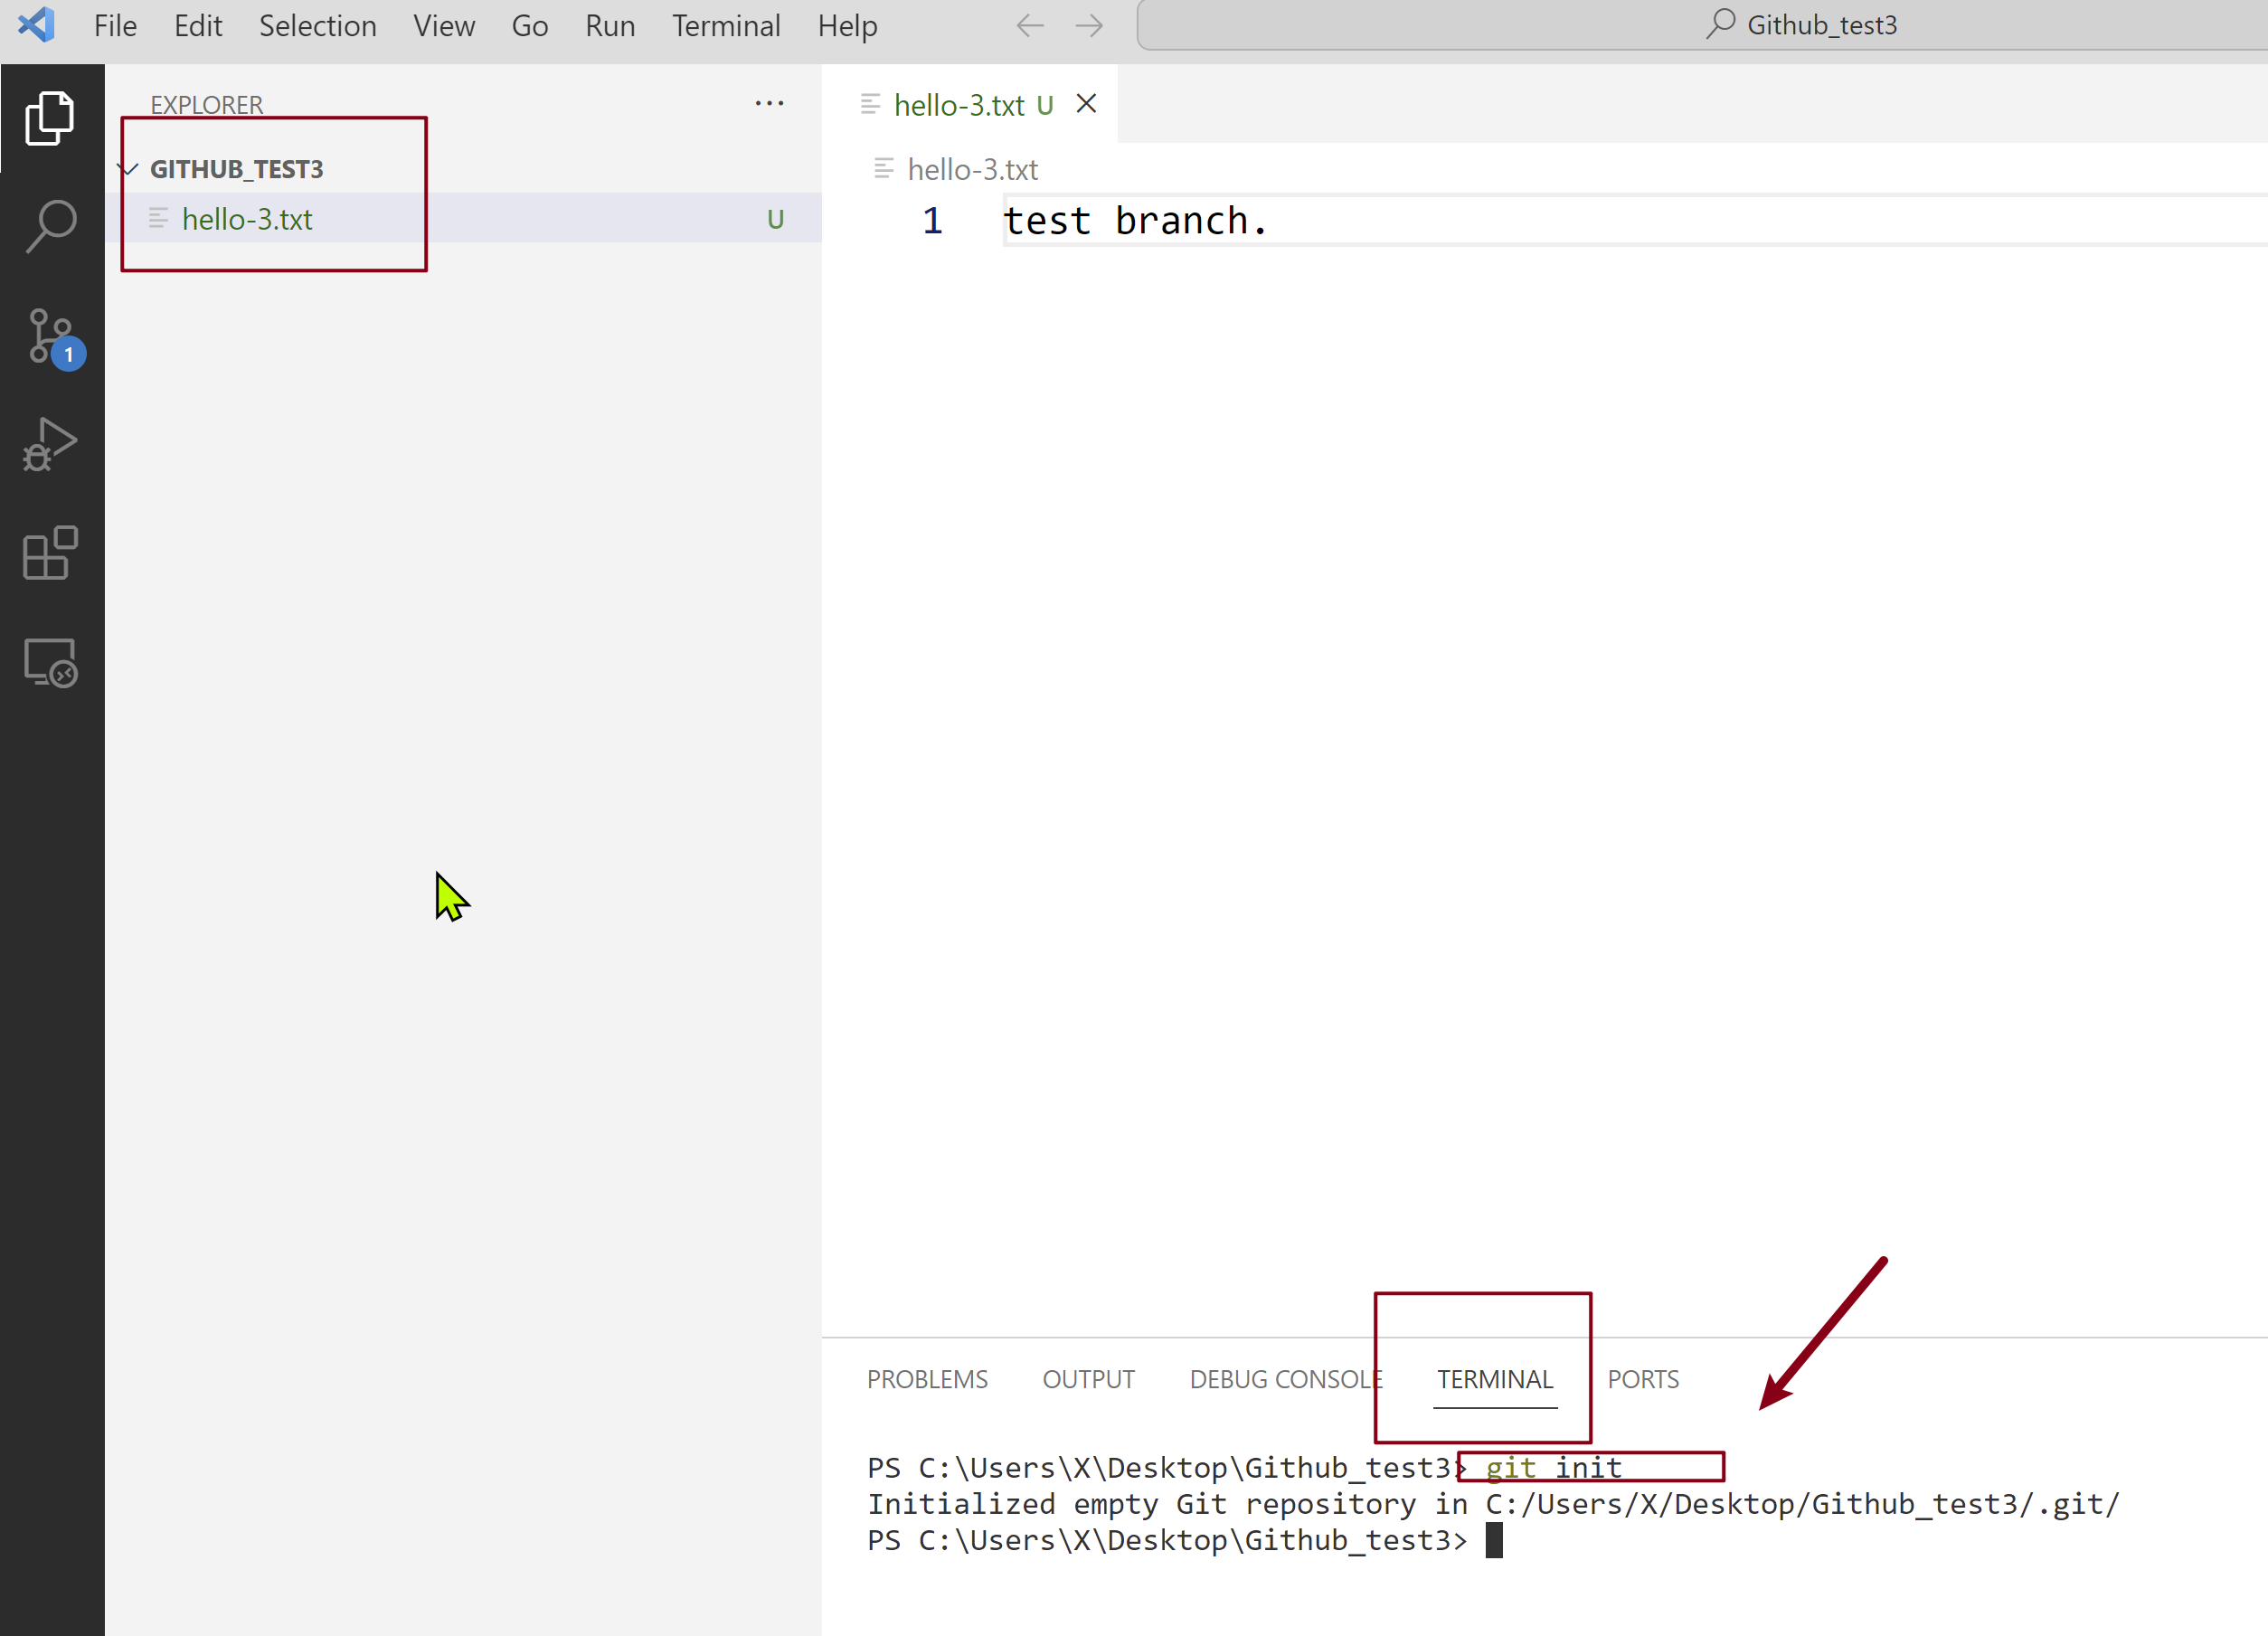 File Edit Selection View Go Run Terminal Help
Github_test3
EXPLORER
GITHUB_TEST3
hello-3.txt U
1
hello-3.txt U
hello-3.txt
1 test branch.
PROBLEMS OUTPUT DEBUG CONSOLE TERMINAL PORTS
PS C:\Users\X\Desktop\Github_test3> git init
Initialized empty Git repository in C:/Users/X/Desktop/Github_test3/.git/
PS C:\Users\X\Desktop\Github_test3>